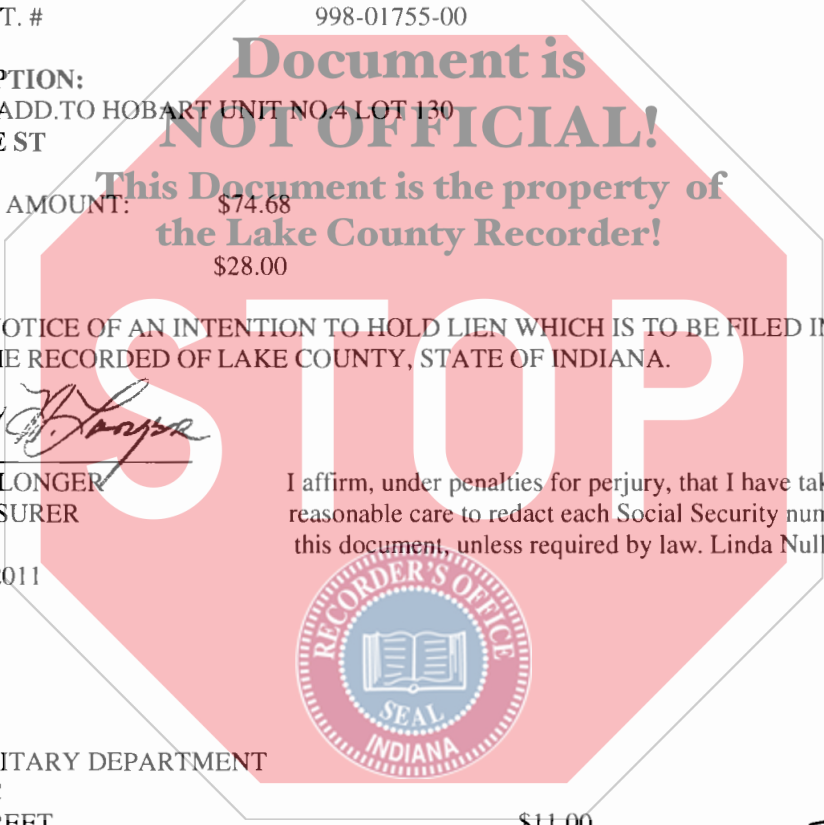 T. # 998-01755-00
Document is
PTION:
ADD.TO HOBART UNIT NO.4 LOT 130
NOT OFFICIAL!
E ST
This Document is the property of
AMOUNT: $74.68
the Lake County Recorder!
$28.00
OTICE OF AN INTENTION TO HOLD LIEN WHICH IS TO BE FILED IN
E RECORDED OF LAKE COUNTY, STATE OF INDIANA.
STOP
LONGER I affirm, under penalties for perjury, that I have tak
SURER reasonable care to redact each Social Security num
this document, unless required by law. Linda Null
2011
RECORDER'S OFFICE
SEAL
INDIANA
ITARY DEPARTMENT
REET $11.00